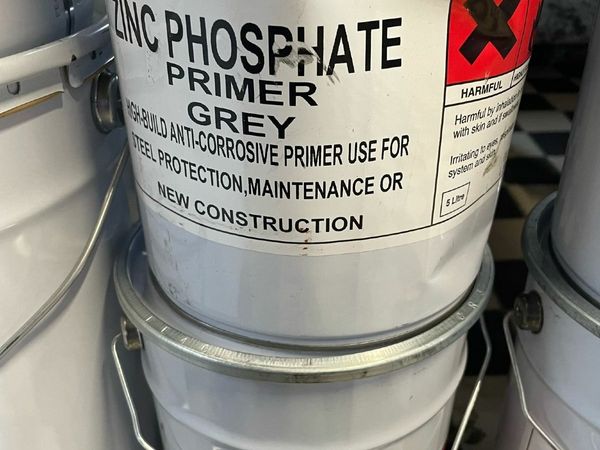 ZINC PHOSPHATE
PRIMER
GREY
HIGH-BUILD ANTI-CORROSIVE PRIMER USE FOR
STEEL PROTECTION,MAINTENANCE OR
NEW CONSTRUCTION
HARMFUL
Harmful by inhalation
with skin and if
Irritating to eyes,
system and skin
5 Litre